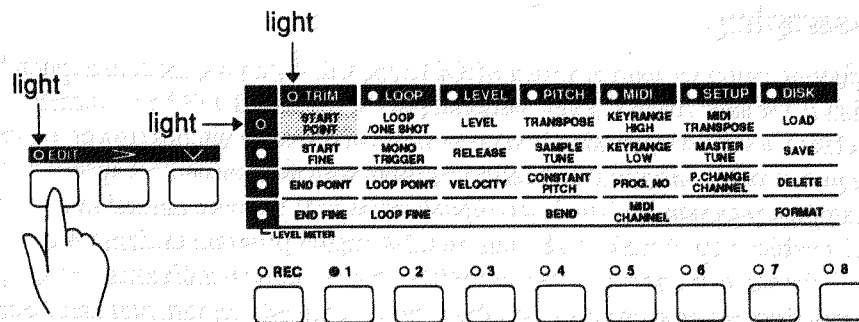 light
light
light
TRIM LOOP LEVEL PITCH MIDI SETUP DISK
START POINT LOOP /ONE SHOT LEVEL TRANSPOSE KEYRANGE HIGH MIDI TRANSPOSE LOAD
EDIT
START FINE MONO TRIGGER RELEASE SAMPLE TUNE KEYRANGE LOW MASTER TUNE SAVE
END POINT LOOP POINT VELOCITY CONSTANT PITCH PROG. NO P.CHANGE CHANNEL DELETE
END FINE LOOP FINE BEND MIDI CHANNEL FORMAT
LEVEL METER
REC 1 2 3 4 5 6 7 8